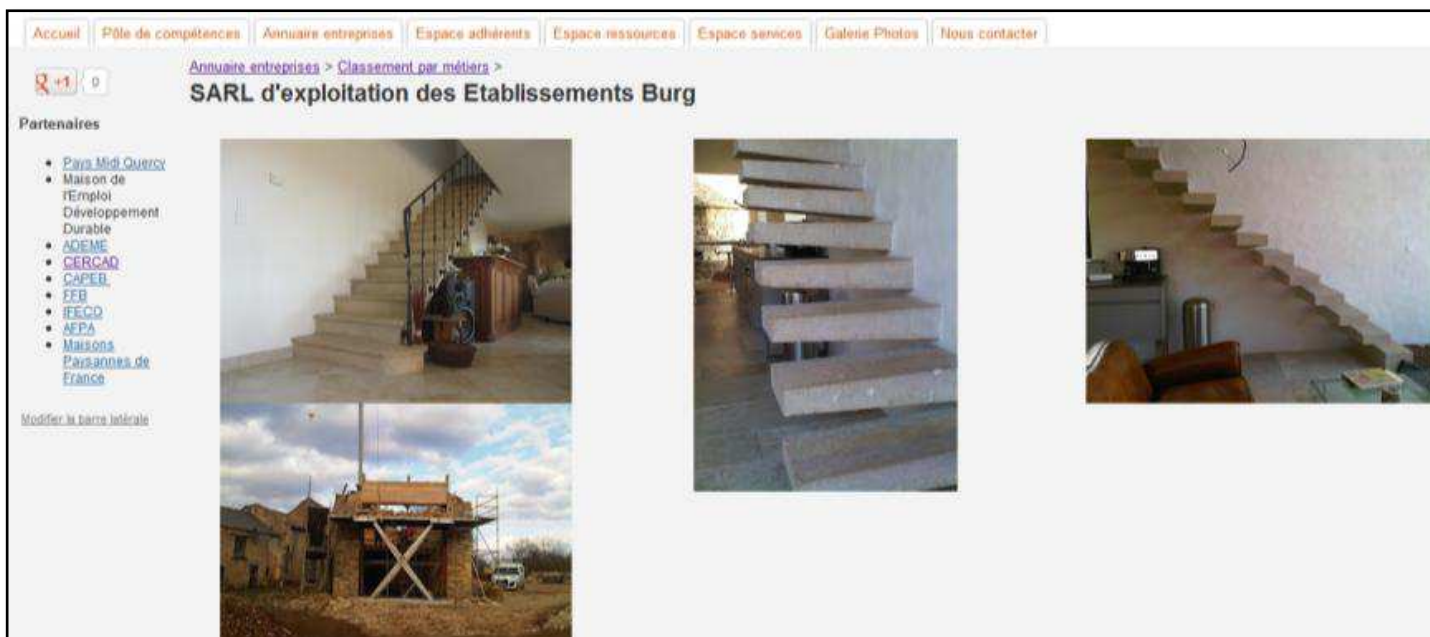 Accueil Pôle de compétences Annuaire entreprises Espace adhérents Espace ressources Espace services Galerie Photos Nous contacter
+1 0
Annuaire entreprises > Classement par métiers >
SARL d'exploitation des Etablissements Burg
Partenaires
Pays Midi Quercy
Maison de
l'Emploi
Développement
Durable
ADEME
CERCAD
CAPEB
FFB
IFECO
AFPA
Maisons
Paysannes de
France
Modifier la barre latérale